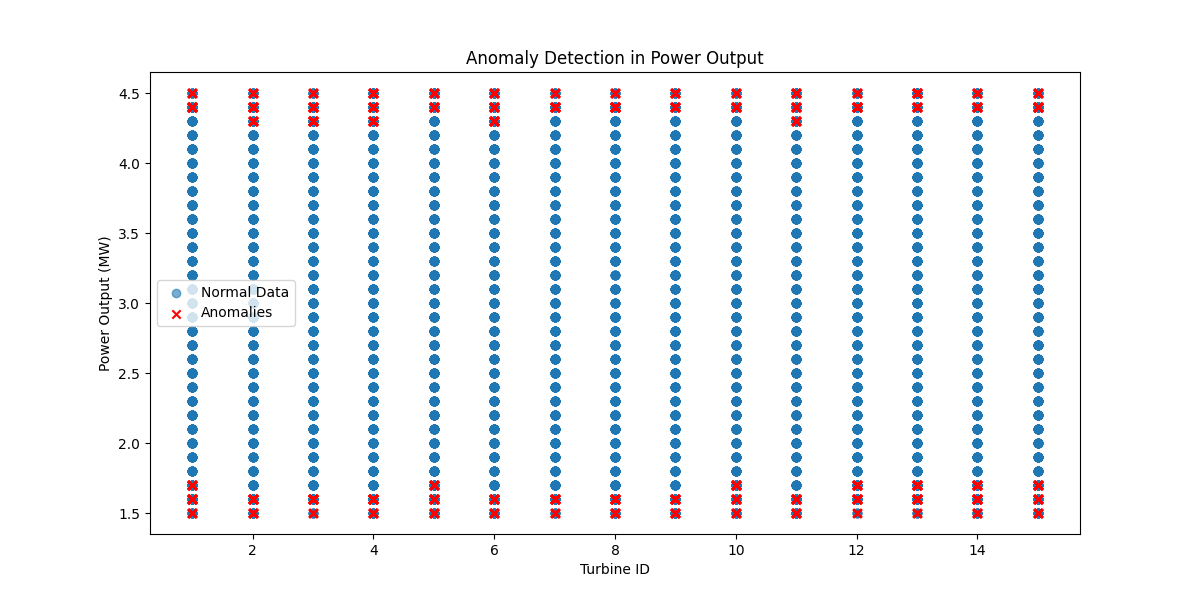 Anomaly Detection in Power Output
Power Output (MW)
4.5
4.0
3.5
3.0
2.5
2.0
1.5
Normal Data
Anomalies
2 4 6 8 10 12 14
Turbine ID